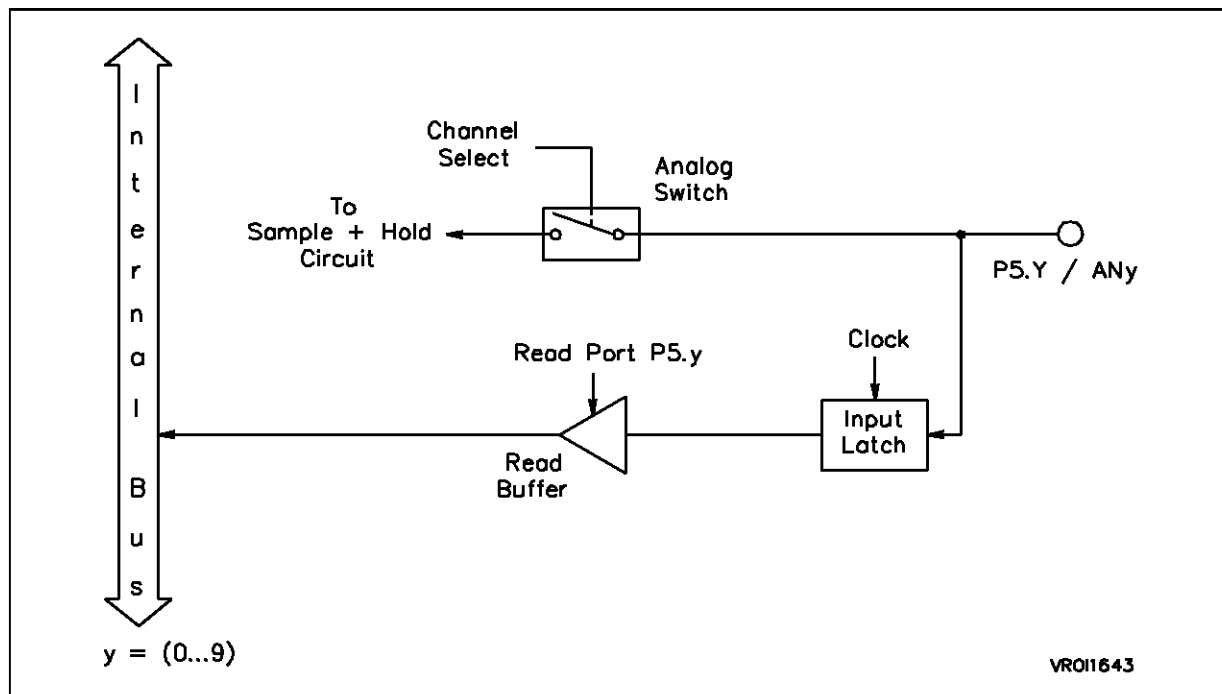 Internal Bus
Channel
Select
Analog
Switch
To
Sample + Hold
Circuit
P5.Y / ANy
Read Port P5.y
Clock
Input
Latch
Read
Buffer
y = (0...9)
VR0I1643